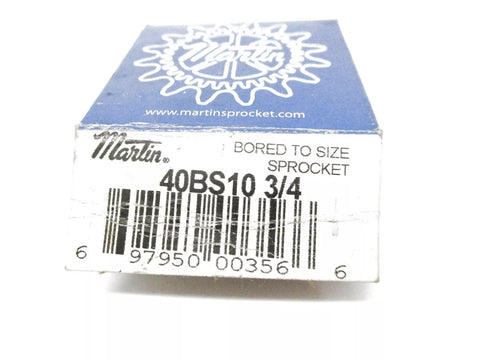 Martin
www.martinsprocket.com
Martin®
BORED TO SIZE
SPROCKET
40BS10 3/4
6 97950 00356 6